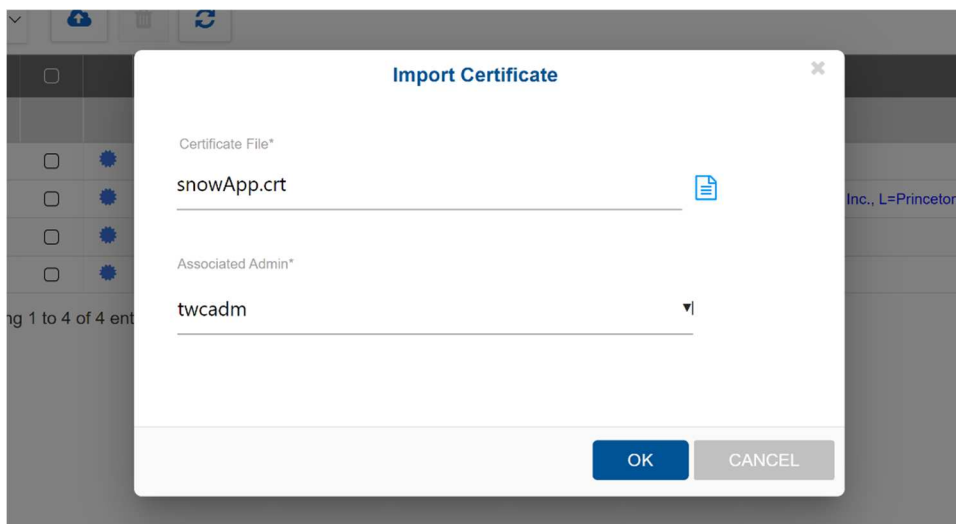 Import Certificate
Certificate File*
snowApp.crt
Inc., L=Princeton
Associated Admin*
twcadm
ng 1 to 4 of 4 ent
OK
CANCEL